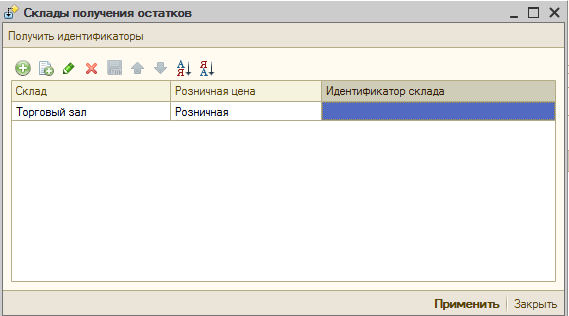 Склады получения остатков
Получить идентификаторы
Склад Розничная цена Идентификатор склада
Торговый зал Розничная
Применить Закрыть